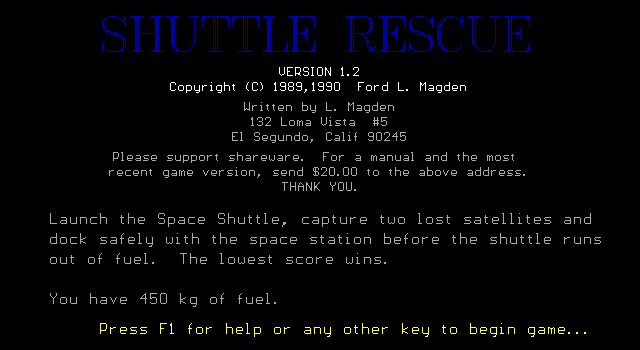 SHUTTLE RESCUE
VERSION 1.2
Copyright (C) 1989,1990  Ford L. Magden
Written by L. Magden
132 Loma Vista  #5
El Segundo, Calif 90245
Please support shareware.  For a manual and the most
recent game version, send $20.00 to the above address.
THANK YOU.
Launch the Space Shuttle, capture two lost satellites and
dock safely with the space station before the shuttle runs
out of fuel.  The lowest score wins.
You have 450 kg of fuel.
Press F1 for help or any other key to begin game...